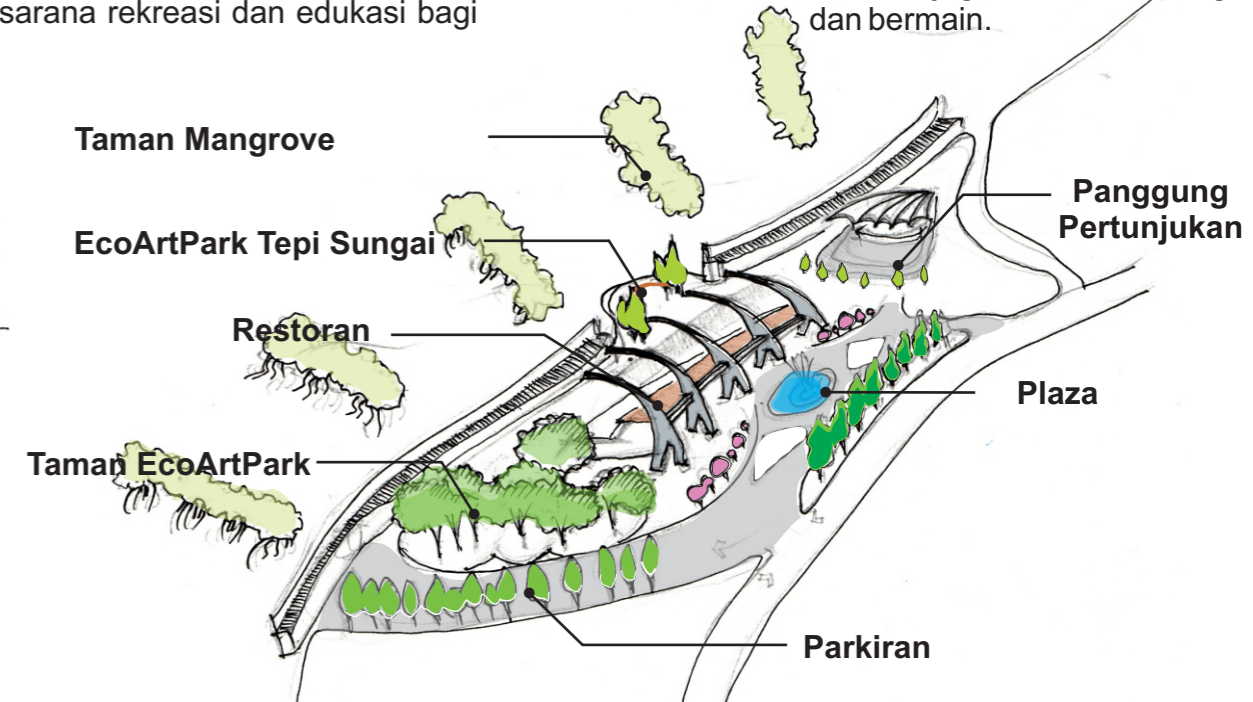 sarana rekreasi dan edukasi bagi
dan bermain.
Taman Mangrove
Panggung
Pertunjukan
EcoArtPark Tepi Sungai
Restoran
Plaza
Taman EcoArtPark
Parkiran